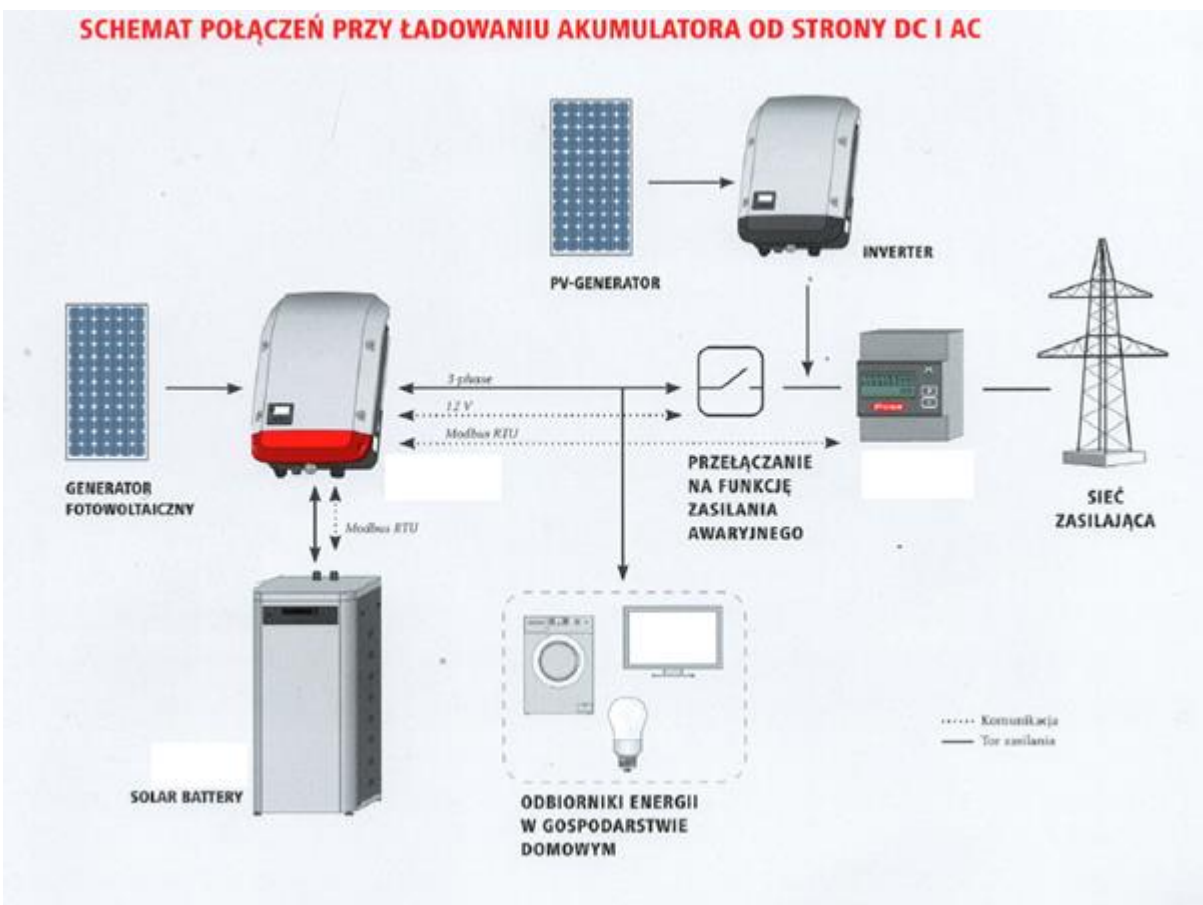 SCHEMAT POŁĄCZEŃ PRZY ŁADOWANIU AKUMULATORA OD STRONY DC I AC
INVERTER
PV-GENERATOR
3-phase
12 V
Modbus RTU
GENERATOR
FOTOWOLTAICZNY
PRZEŁĄCZANIE
NA FUNKCJĘ
ZASILANIA
AWARYJNEGO
SIEĆ
ZASILAJĄCA
Modbus RTU
SOLAR BATTERY
ODBIORNIKI ENERGII
W GOSPODARSTWIE
DOMOWYM
Komunikacja
Tor zasilania